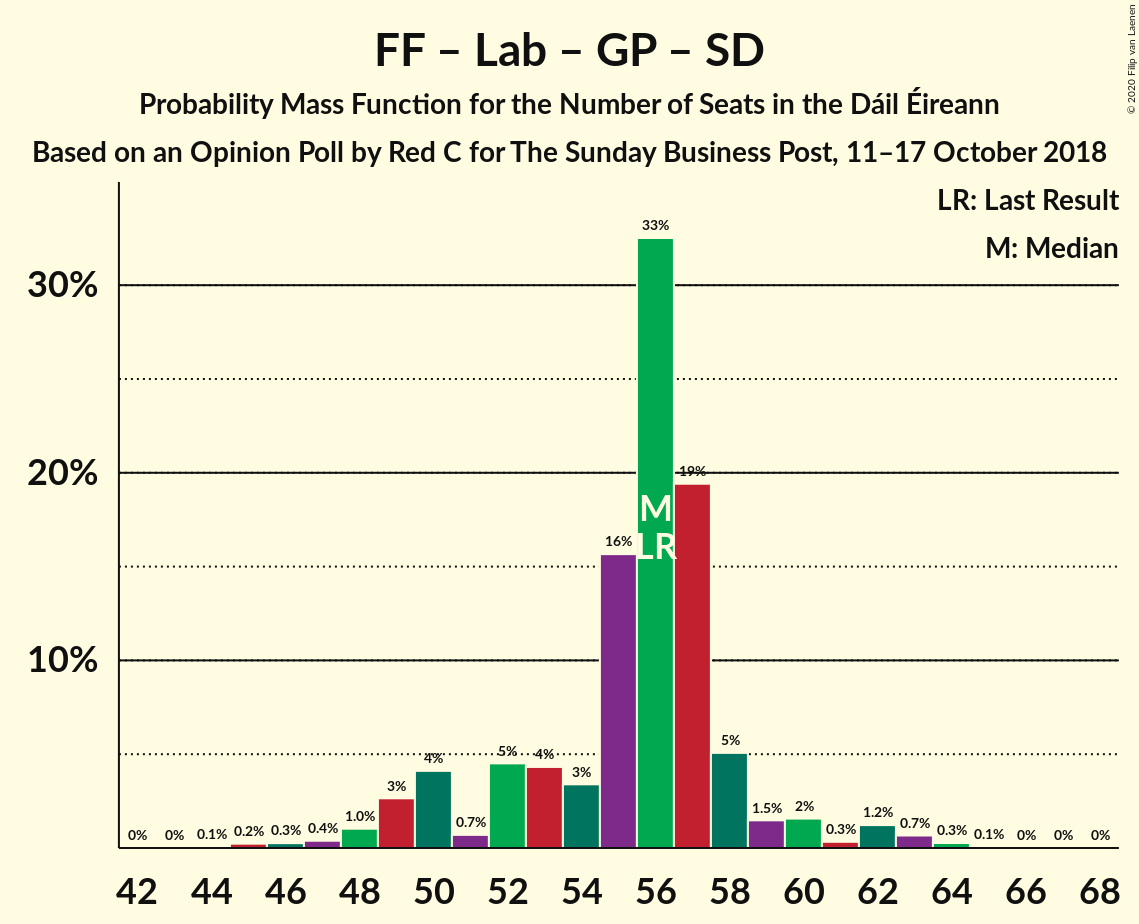 FF – Lab – GP – SD
Probability Mass Function for the Number of Seats in the Dáil Éireann
Based on an Opinion Poll by Red C for The Sunday Business Post, 11–17 October 2018
© 2020 Filip van Laenen
LR: Last Result
M: Median
30%
20%
10%
0% 0% 0.1% 0.2% 0.3% 0.4% 1.0% 3% 4% 0.7% 5% 4% 3% 16% 33% 19% 5% 1.5% 2% 0.3% 1.2% 0.7% 0.3% 0.1% 0% 0% 0%
M
LR
42 44 46 48 50 52 54 56 58 60 62 64 66 68